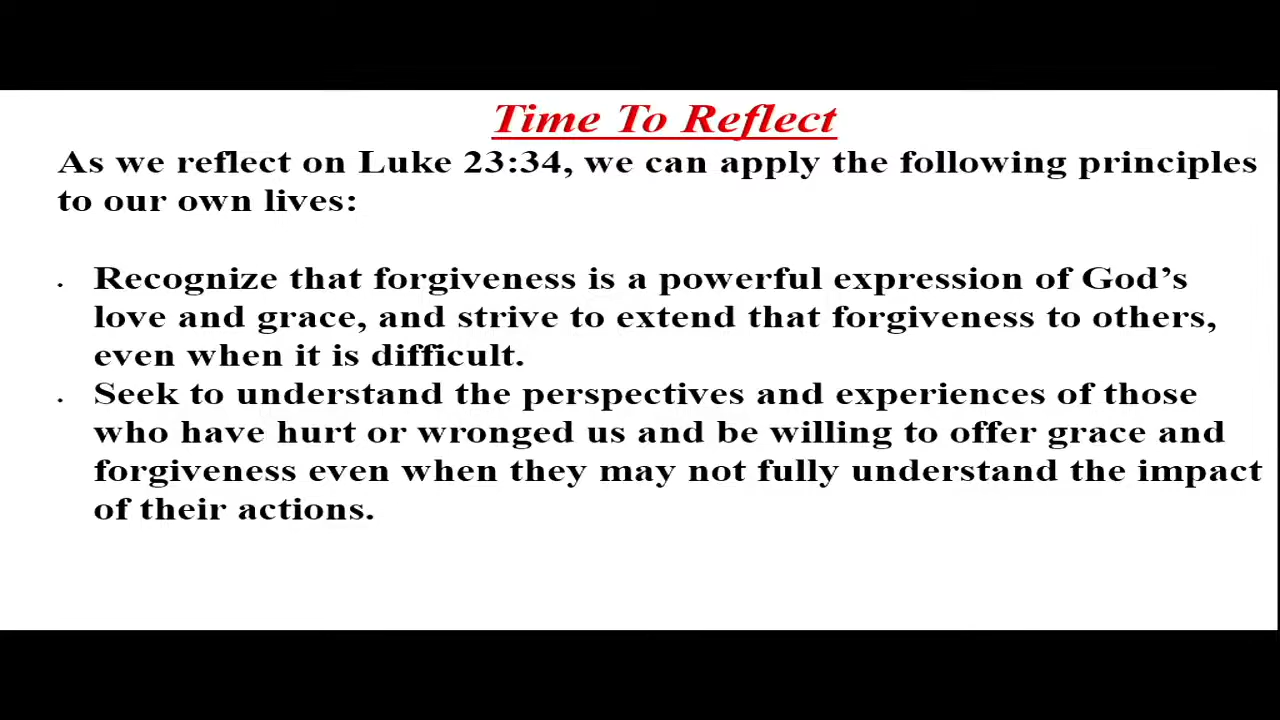 Time To Reflect
As we reflect on Luke 23:34, we can apply the following principles
to our own lives:
. Recognize that forgiveness is a powerful expression of God’s
love and grace, and strive to extend that forgiveness to others,
even when it is difficult.
. Seek to understand the perspectives and experiences of those
who have hurt or wronged us and be willing to offer grace and
forgiveness even when they may not fully understand the impact
of their actions.